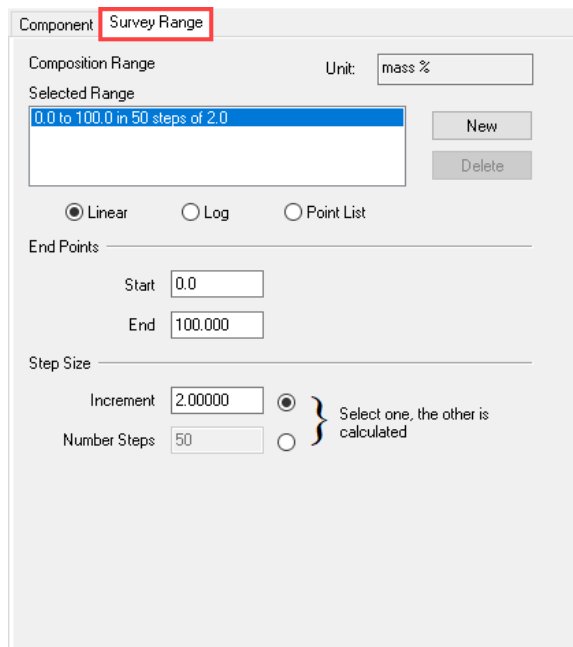 Component Survey Range
Composition Range Unit: mass %
Selected Range
0.0 to 100.0 in 50 steps of 2.0
New
Delete
Linear Log Point List
End Points
Start 0.0
End 100.000
Step Size
Increment 2.00000
Number Steps 50
Select one, the other is
calculated